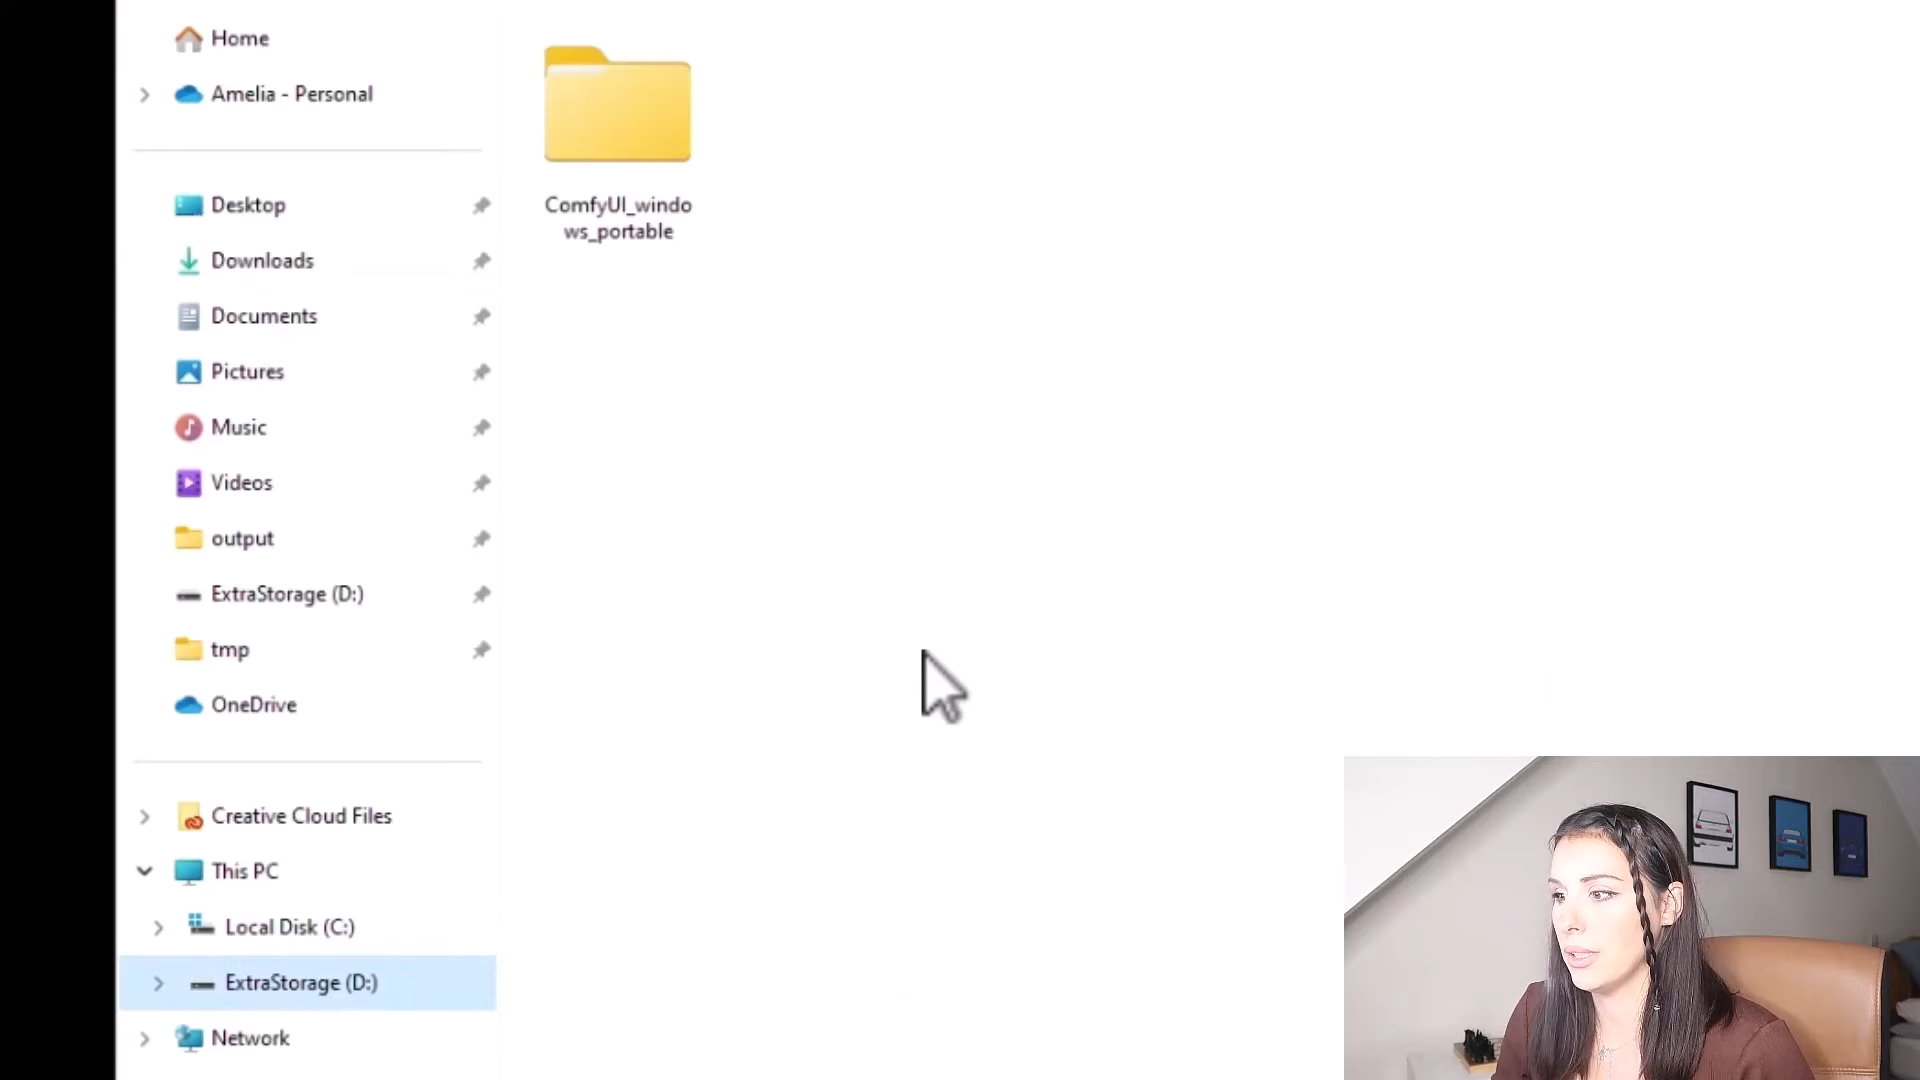 Home
Amelia - Personal
Desktop
Downloads
Documents
Pictures
Music
Videos
output
ExtraStorage (D:)
tmp
OneDrive
Creative Cloud Files
This PC
Local Disk (C:)
ExtraStorage (D:)
Network
ComfyUI_windo
ws_portable